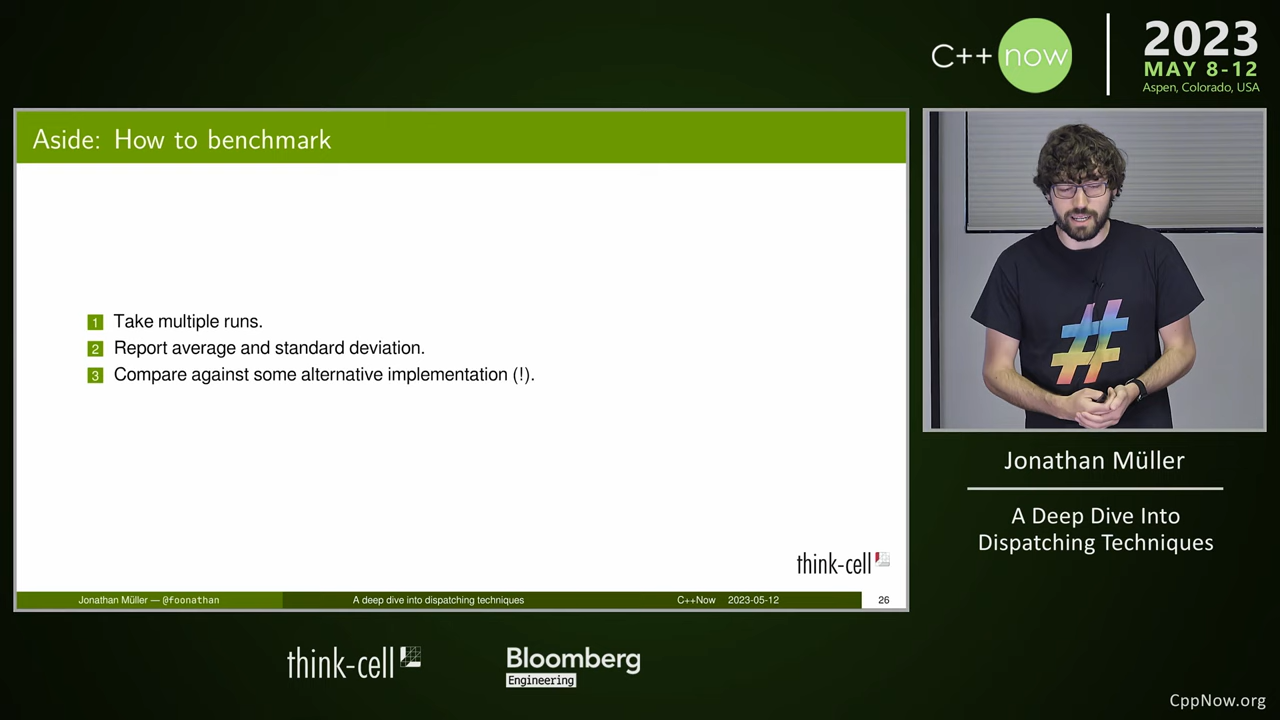 C++ now
2023
MAY 8-12
Aspen, Colorado, USA
Aside: How to benchmark
1 Take multiple runs.
2 Report average and standard deviation.
3 Compare against some alternative implementation (!).
think-cell
Jonathan Müller — @foonathan A deep dive into dispatching techniques C++Now 2023-05-12 26
#
Jonathan Müller
A Deep Dive Into
Dispatching Techniques
think-cell
Bloomberg
Engineering
CppNow.org